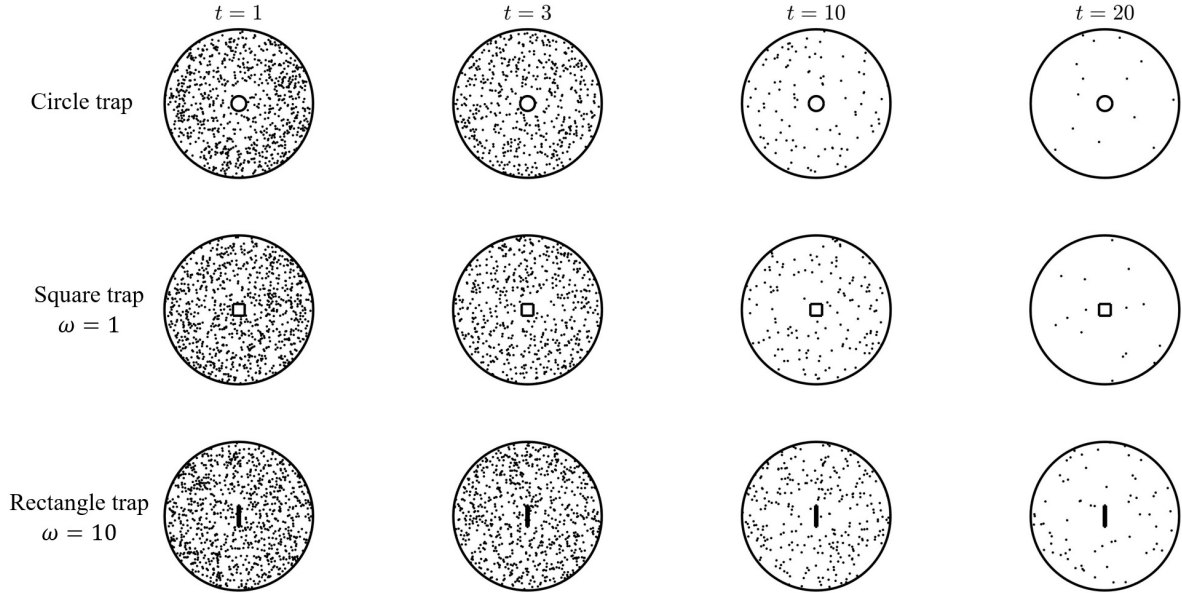 t = 1 t = 3 t = 10 t = 20
Circle trap
Square trap
ω = 1
Rectangle trap
ω = 10